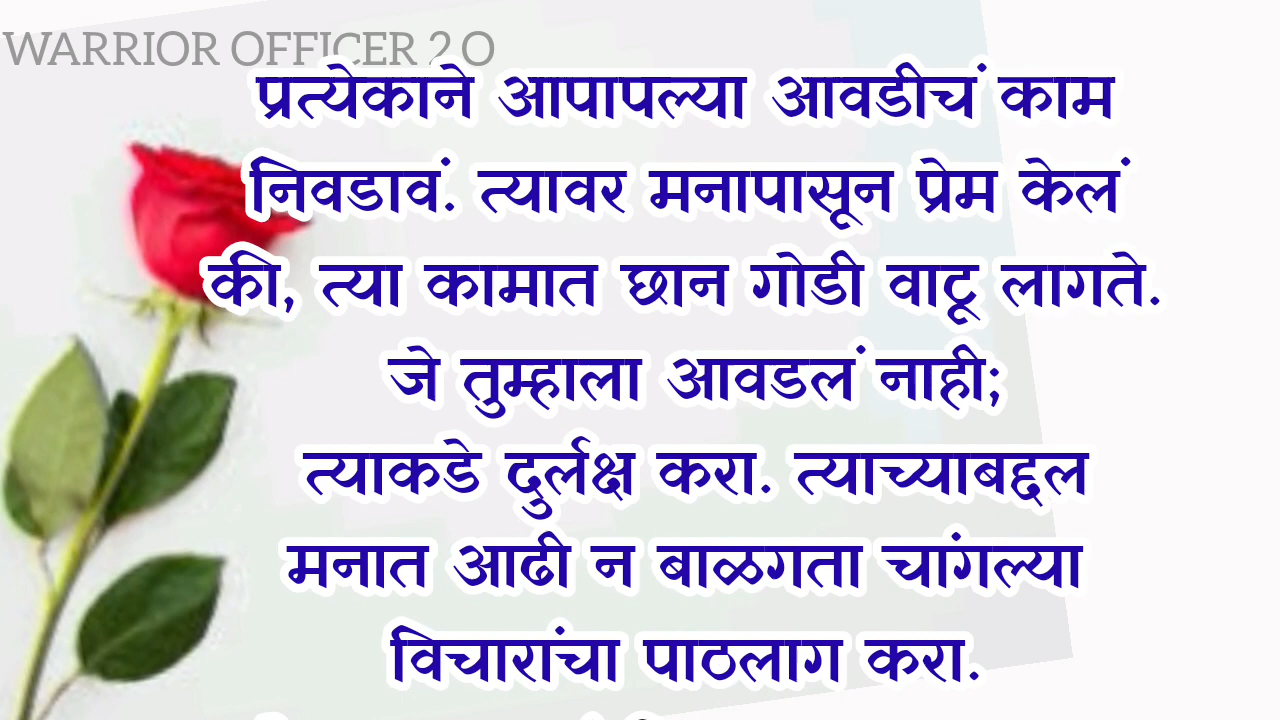 WARRIOR OFFICER 2.O
प्रत्येकाने आपापल्या आवडीचं काम
निवडावं. त्यावर मनापासून प्रेम केलं
की, त्या कामात छान गोडी वाटू लागते.
जे तुम्हाला आवडलं नाही;
त्याकडे दुर्लक्ष करा. त्याच्याबद्दल
मनात आढी न बाळगता चांगल्या
विचारांचा पाठलाग करा.